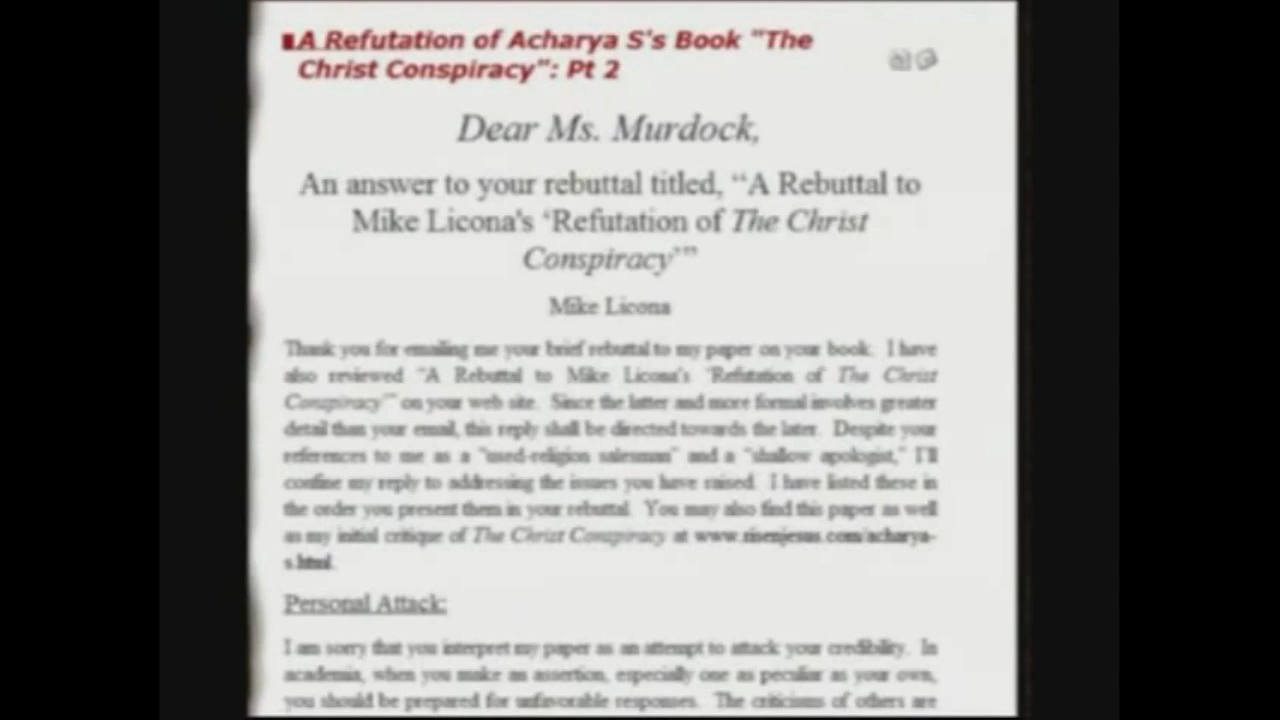 A Refutation of Acharya S's Book "The
Christ Conspiracy": Pt 2
Dear Ms. Murdock,
An answer to your rebuttal titled, “A Rebuttal to
Mike Licona's ‘Refutation of The Christ
Conspiracy’”
Mike Licona
Thank you for emailing me your brief rebuttal to my paper on your book. I have
also reviewed “A Rebuttal to Mike Licona's ‘Refutation of The Christ
Conspiracy’” on your web site. Since the latter and more formal involves greater
detail than your email, this reply shall be directed towards the later. Despite your
references to me as a “used-religion salesman” and a “shallow apologist,” I'll
confine my reply to addressing the issues you have raised. I have listed these in
the order you present them in your rebuttal. You may also find this paper as well
as my initial critique of The Christ Conspiracy at www.risenjesus.com/acharya-
s.html.
Personal Attack:
I am sorry that you interpret my paper as an attempt to attack your credibility. In
academia, when you make an assertion, especially one as peculiar as your own,
you should be prepared for unfavorable responses. The criticisms of others are